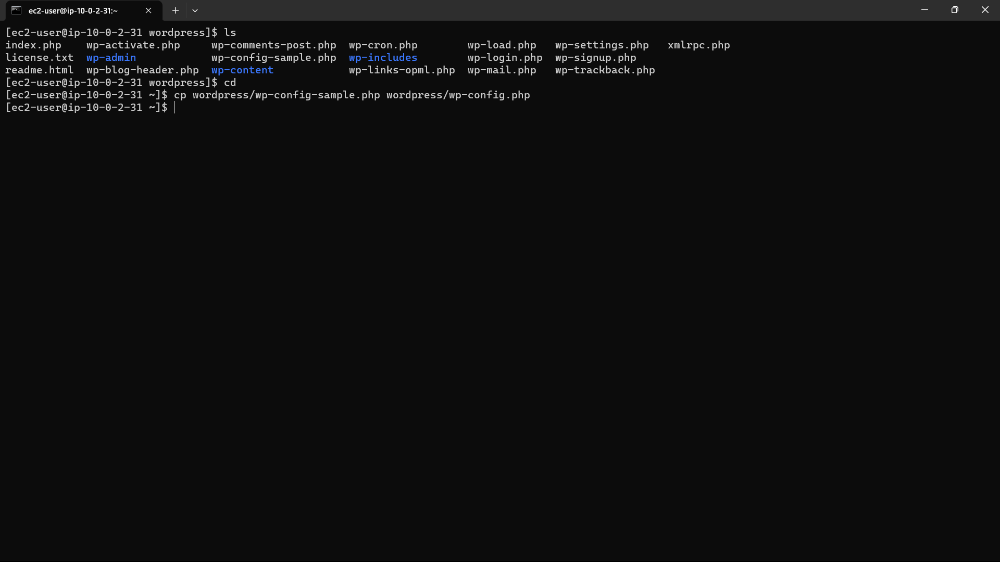 ec2-user@ip-10-0-2-31:~
[ec2-user@ip-10-0-2-31 wordpress]$ ls
index.php    wp-activate.php     wp-comments-post.php  wp-cron.php        wp-load.php   wp-settings.php   xmlrpc.php
license.txt  wp-admin            wp-config-sample.php  wp-includes        wp-login.php  wp-signup.php
readme.html  wp-blog-header.php  wp-content            wp-links-opml.php  wp-mail.php   wp-trackback.php
[ec2-user@ip-10-0-2-31 wordpress]$ cd
[ec2-user@ip-10-0-2-31 ~]$ cp wordpress/wp-config-sample.php wordpress/wp-config.php
[ec2-user@ip-10-0-2-31 ~]$